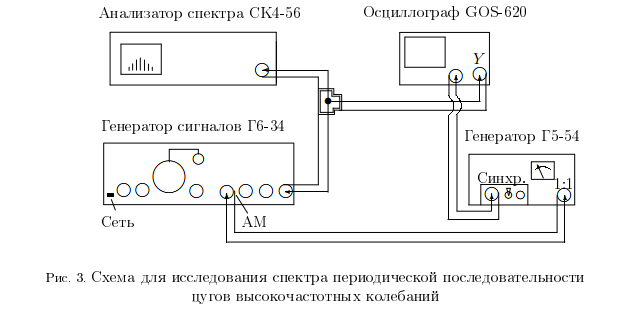 Анализатор спектра СК4-56
Осциллограф GOS-620
Y
Генератор сигналов Г6-34
Генератор Г5-54
Синхр.
1:1
Сеть
АМ
Рис. 3. Схема для исследования спектра периодической последовательности
цугов высокочастотных колебаний